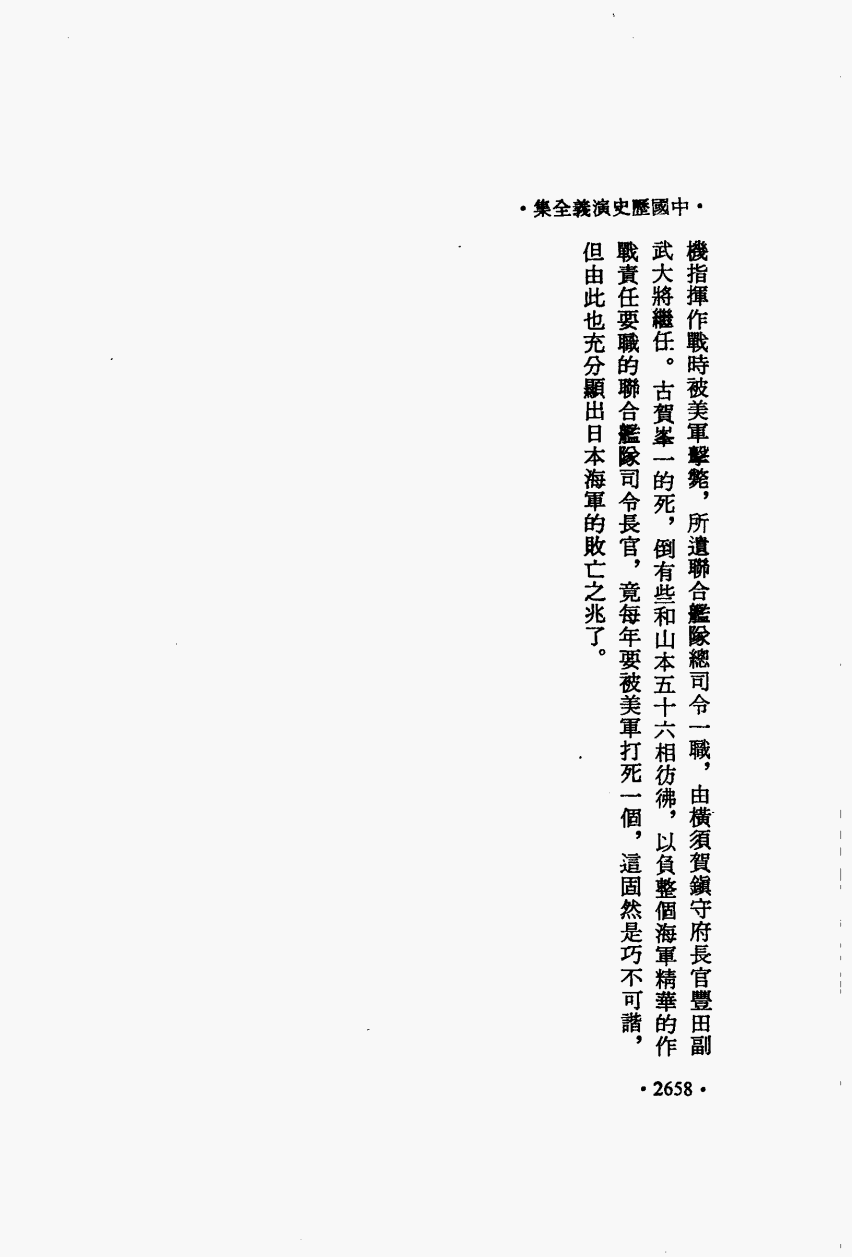 •中國歷史演義全集•
機指揮作戰時被美軍擊斃，所遺聯合艦隊總司令一職，由橫須賀鎮守府長官豐田副
武大將繼任。古賀峯一的死，倒有些和山本五十六相彷彿，以負整個海軍精華的作
戰責任要職的聯合艦隊司令長官，竟每年要被美軍打死一個，這固然是巧不可諧，
但由此也充分顯出日本海軍的敗亡之兆了。
•2658•